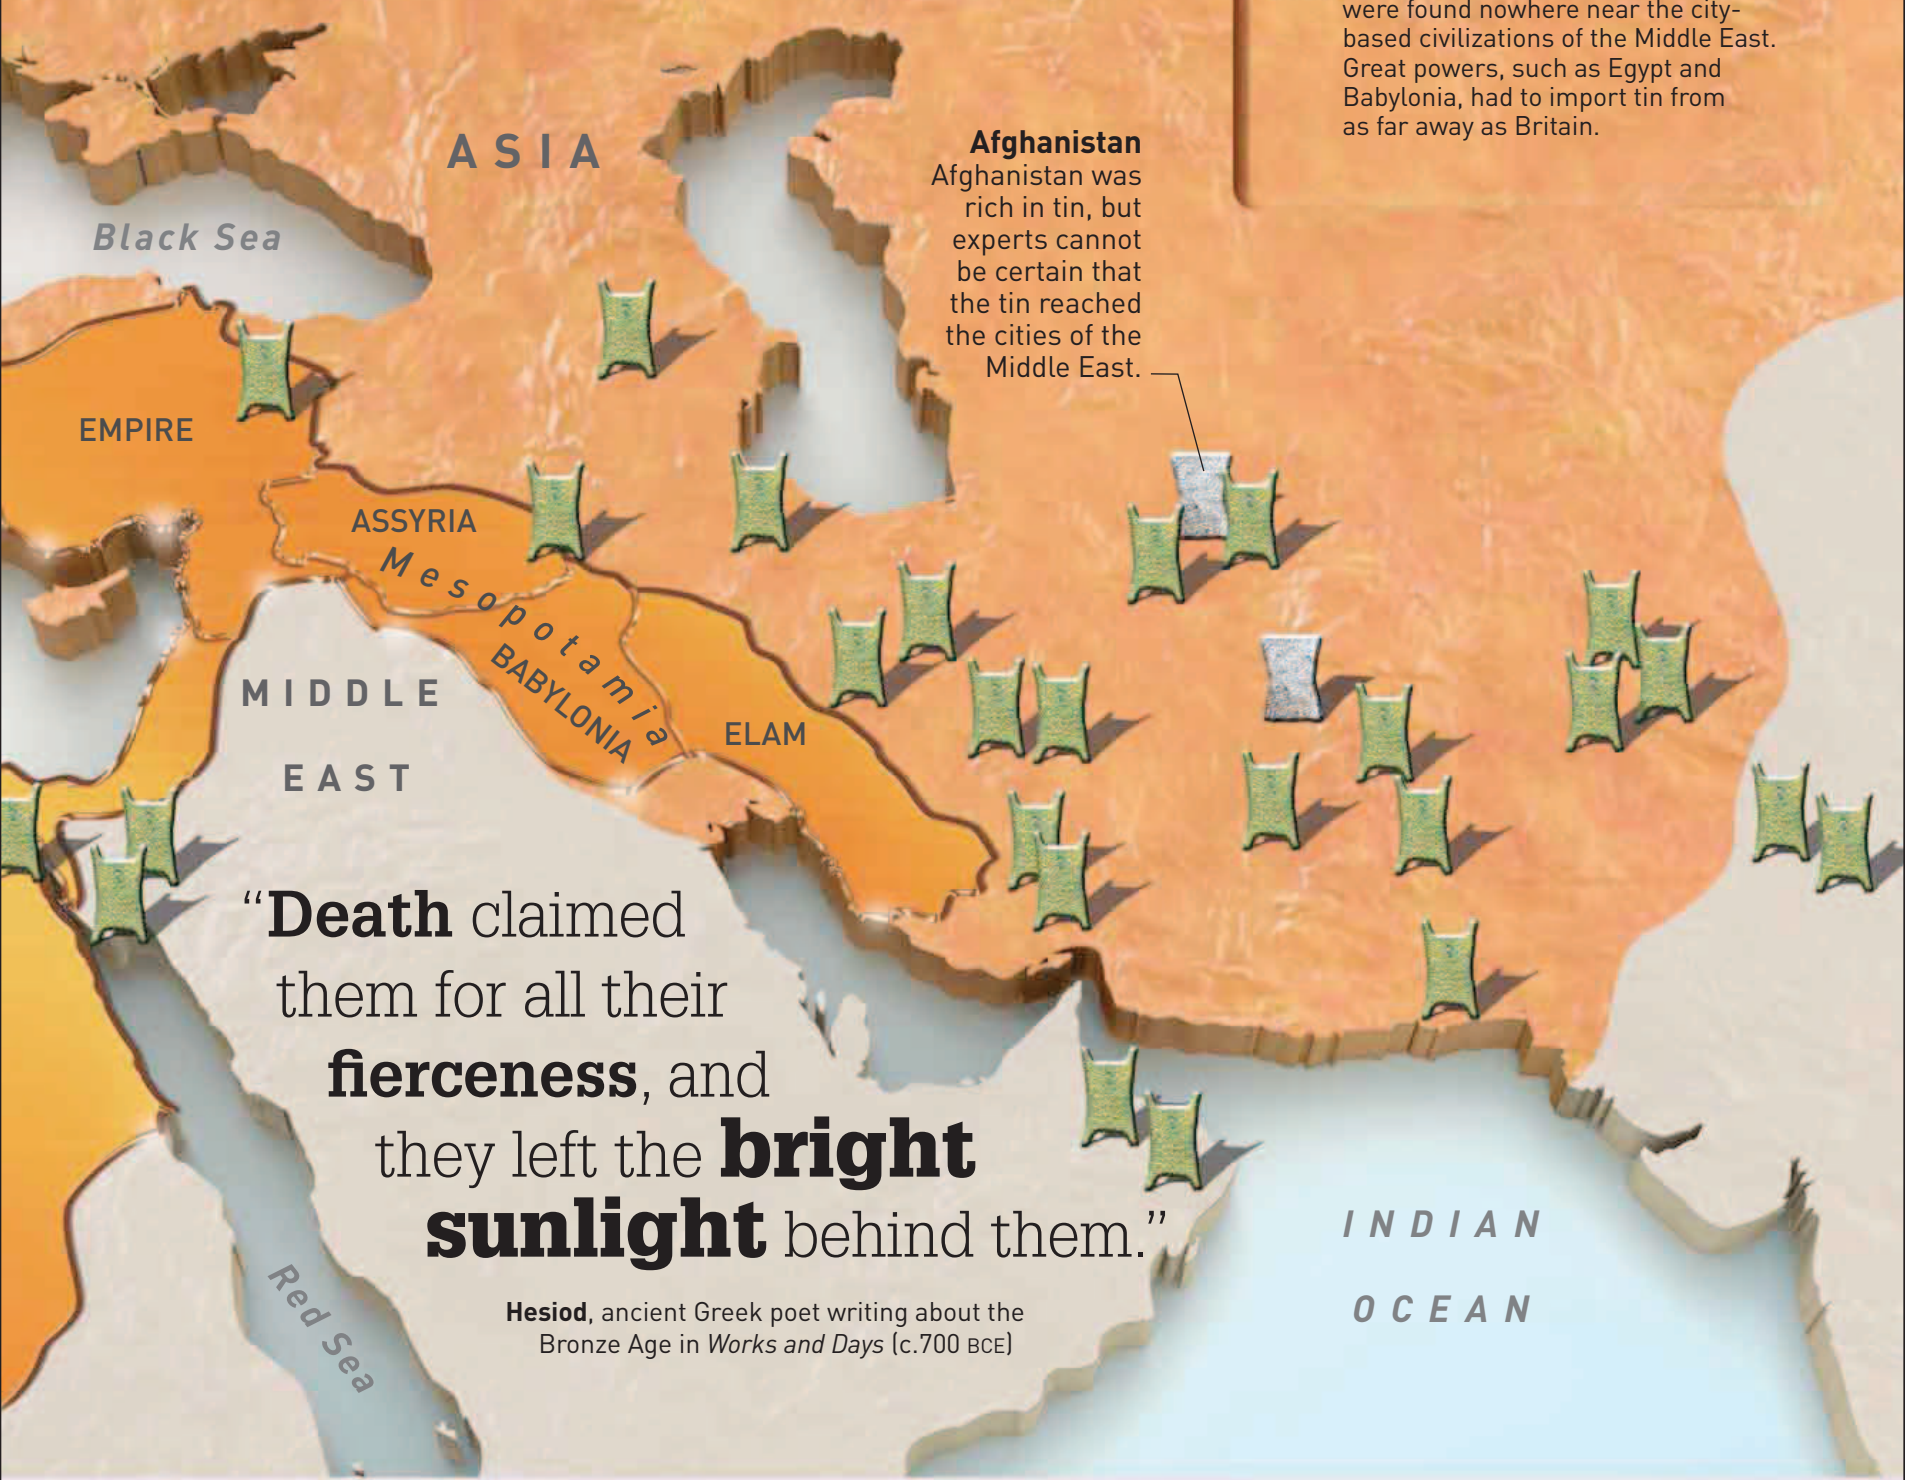 were found nowhere near the city-
based civilizations of the Middle East.
Great powers, such as Egypt and
Babylonia, had to import tin from
as far away as Britain.
ASIA
Black Sea
Afghanistan
Afghanistan was
rich in tin, but
experts cannot
be certain that
the tin reached
the cities of the
Middle East.
EMPIRE
ASSYRIA
Mesopotamia
BABYLONIA
ELAM
MIDDLE
EAST
“Death claimed
them for all their
fierceness, and
they left the bright
sunlight behind them.”
Hesiod, ancient Greek poet writing about the
Bronze Age in Works and Days (c.700 BCE)
Red Sea
INDIAN
OCEAN